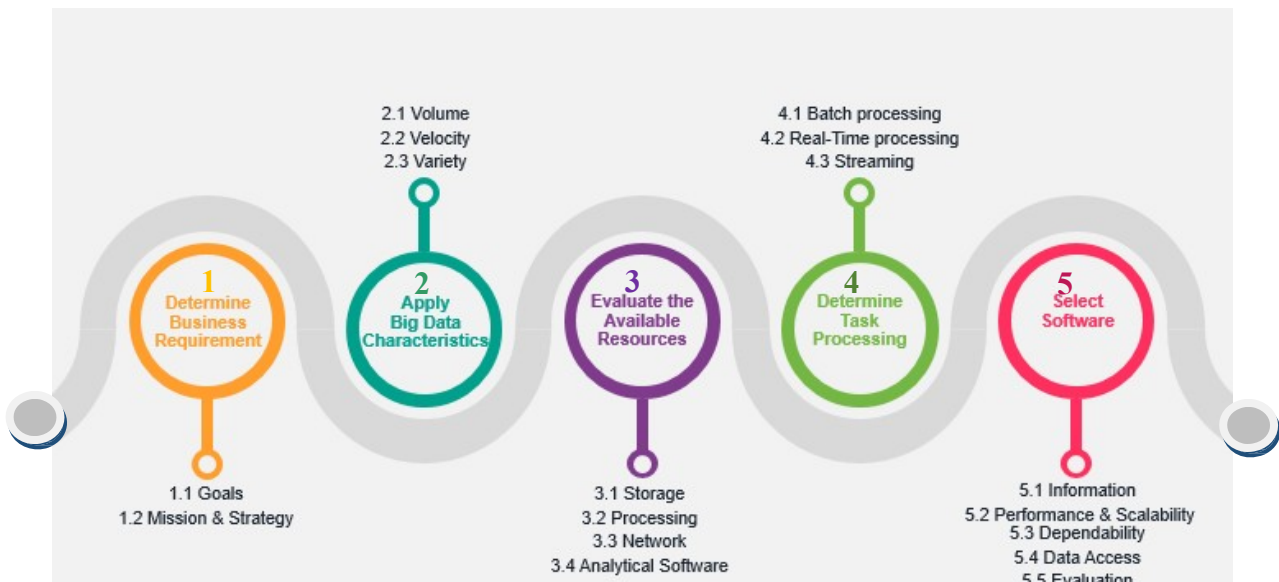 1
Determine
Business
Requirement
1.1 Goals
1.2 Mission & Strategy
2.1 Volume
2.2 Velocity
2.3 Variety
2
Apply
Big Data
Characteristics
3
Evaluate the
Available
Resources
3.1 Storage
3.2 Processing
3.3 Network
3.4 Analytical Software
4.1 Batch processing
4.2 Real-Time processing
4.3 Streaming
4
Determine
Task
Processing
5
Select
Software
5.1 Information
5.2 Performance & Scalability
5.3 Dependability
5.4 Data Access
5.5 Evaluation